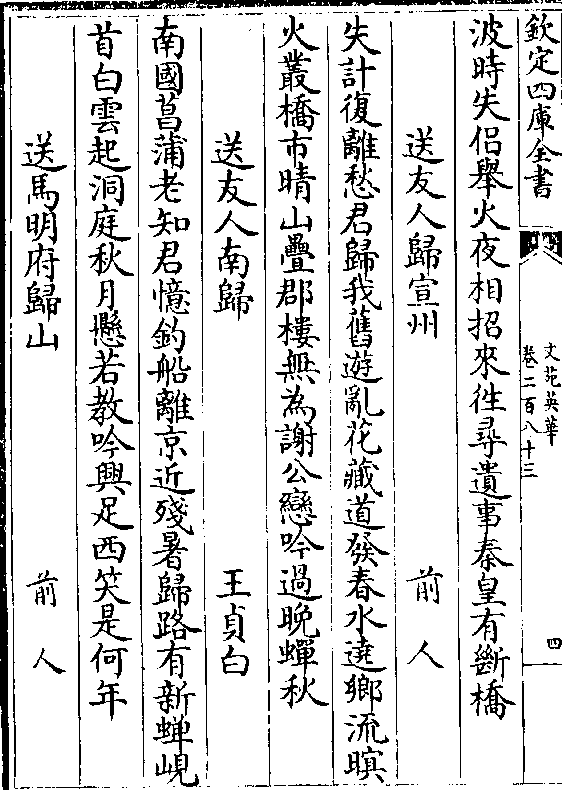 欽定四庫全書
文苑英華
卷二百八十三
四
波時失侣舉火夜相招來徃尋遺事秦皇有斷橋
送友人歸宣州 前人
失計復離愁君歸我舊遊亂花藏道發春水遶鄉流暝
火叢橋市晴山疊郡樓無為謝公戀吟過晩蟬秋
送友人南歸 王貞白
南國菖蒲老知君憶釣船離京近殘暑歸路有新蟬峴
首白雲起洞庭秋月懸若教吟興足西笑是何年
送馬明府歸山 前人